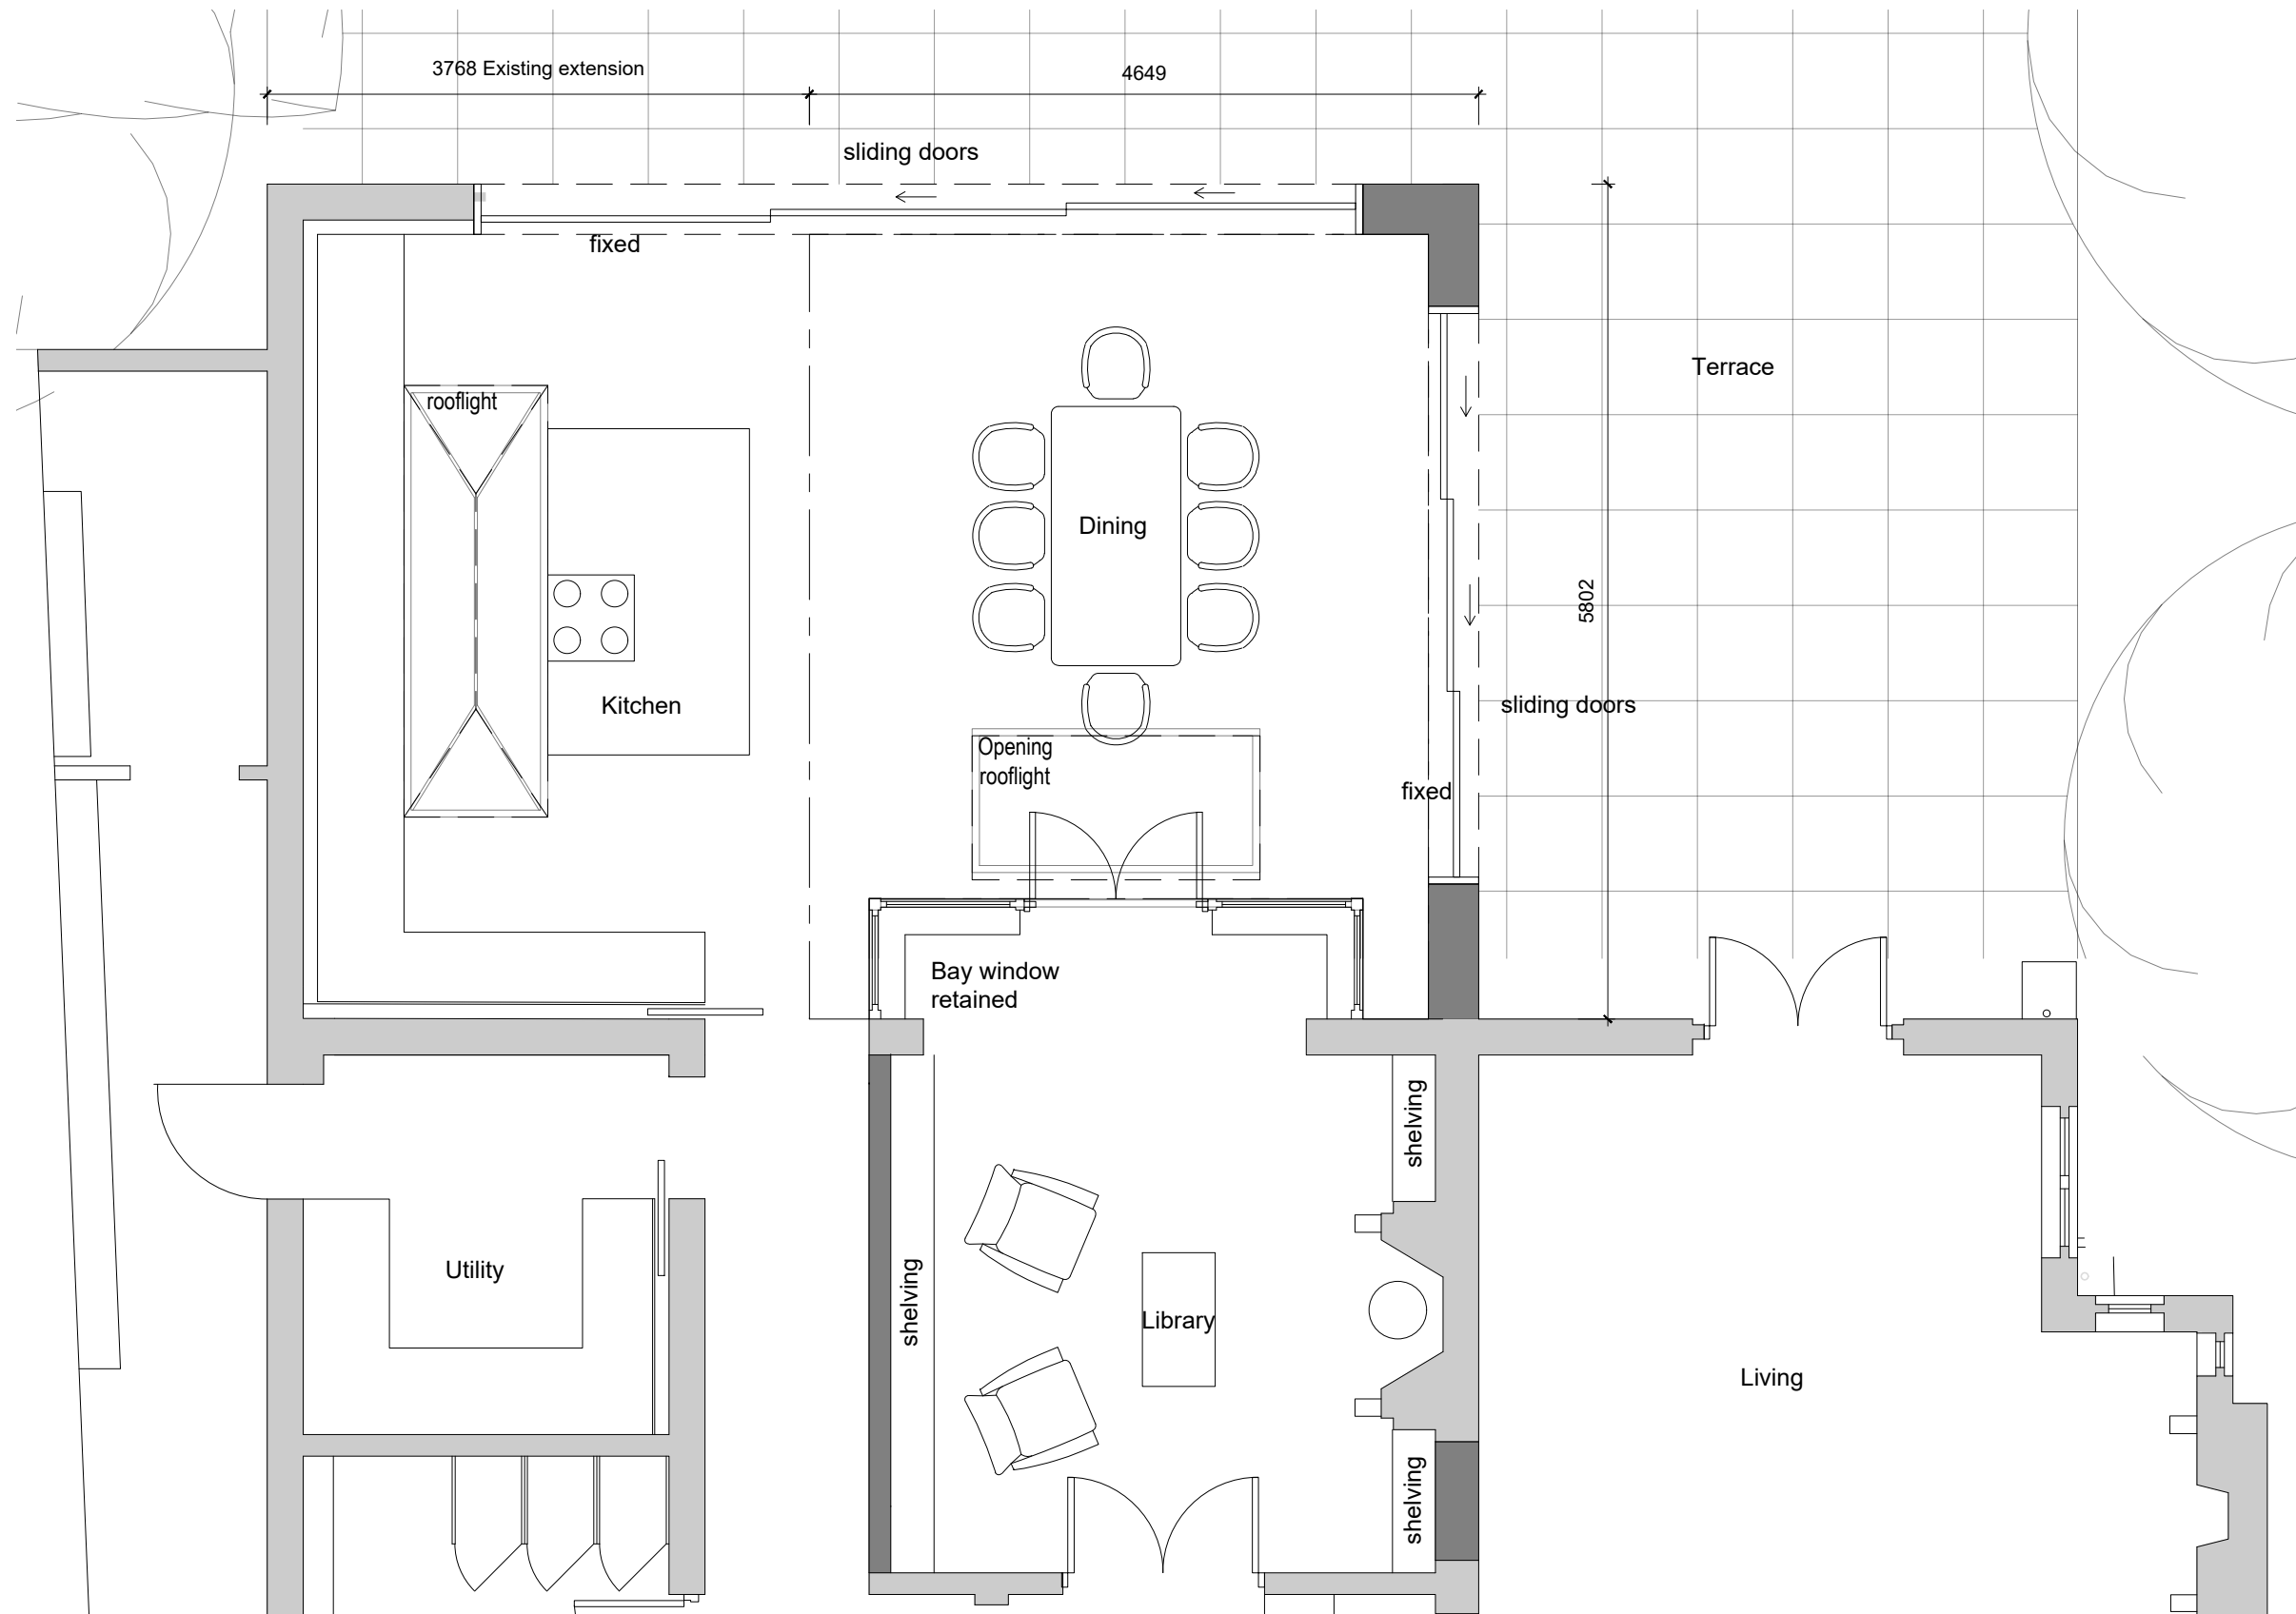 3768 Existing extension
4649
sliding doors
fixed
Terrace
rooflight
Dining
5802
Kitchen
sliding doors
Opening
rooflight
fixed
Bay window
retained
shelving
Utility
shelving
Library
Living
shelving